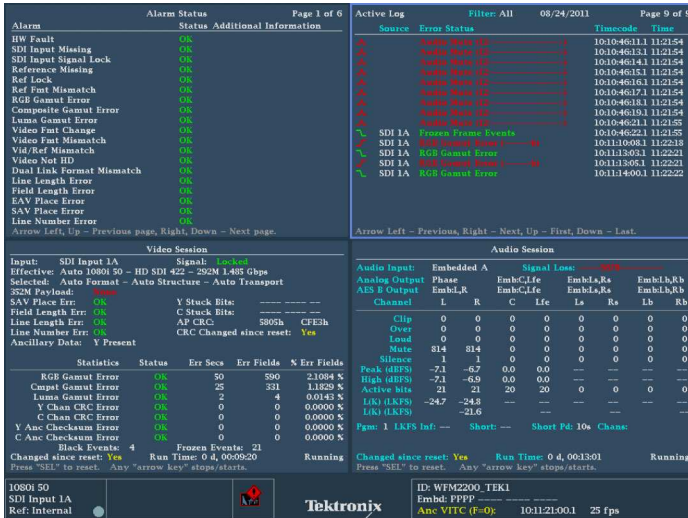 Alarm Status Page 1 of 6
Alarm Status Additional Information
HW Fault OK
SDI Input Missing OK
SDI Input Signal Lock OK
Reference Missing OK
Ref Lock OK
Ref Fmt Mismatch OK
RGB Gamut Error OK
Composite Gamut Error OK
Luma Gamut Error OK
Video Fmt Change OK
Video Fmt Mismatch OK
Vid/Ref Mismatch OK
Video Not HD OK
Dual Link Format Mismatch OK
Line Length Error OK
Field Length Error OK
EAV Place Error OK
SAV Place Error OK
Line Number Error OK
Arrow Left, Up – Previous page, Right, Down – Next page.
Active Log Filter: All 08/24/2011 Page 9 of 9
Source Error Status Timecode Time
10:10:46:11.1 11:21:54
10:10:46:13.1 11:21:54
10:10:46:14.1 11:21:54
10:10:46:15.1 11:21:54
10:10:46:16.1 11:21:54
10:10:46:17.1 11:21:54
10:10:46:18.1 11:21:54
10:10:46:19.1 11:21:54
10:10:46:21.1 11:21:55
SDI 1A Frozen Frame Events 10:10:46:22.1 11:21:55
SDI 1A RGB Gamut Error 10:11:10:08.1 11:22:18
SDI 1A RGB Gamut Error 10:11:13:03.1 11:22:21
SDI 1A RGB Gamut Error 10:11:13:05.1 11:22:21
SDI 1A RGB Gamut Error 10:11:14:00.1 11:22:22
Arrow Left – Previous, Right – Next, Up – First, Down – Last.
Video Session
Input: SDI Input 1A Signal: Locked
Effective: Auto 1080i 50 – HD SDI 422 – 292M 1.485 Gbps
Selected: Auto Format – Auto Structure – Auto Transport
352M Payload:
SAV Place Err: OK Y Stuck Bits: ---- ---- --
Field Length Err: OK C Stuck Bits: ---- ---- --
Line Length Err: OK AP CRC: 5805h CFE3h
Line Number Err: OK CRC Changed since reset: Yes
Ancillary Data: Y Present
Statistics Status Err Secs Err Fields % Err Fields
RGB Gamut Error OK 50 590 2.1084 %
Cmpst Gamut Error OK 25 331 1.1829 %
Luma Gamut Error OK 2 4 0.0143 %
Y Chan CRC Error OK 0 0 0.0000 %
C Chan CRC Error OK 0 0 0.0000 %
Y Anc Checksum Error OK 0 0 0.0000 %
C Anc Checksum Error OK 0 0 0.0000 %
Black Events: 4 Frozen Events: 21
Changed since reset: Yes Run Time: 0 d, 00:09:20 Running
Press "SEL" to reset. Any "arrow key" stops/starts.
Audio Session
Audio Input: Embedded A Signal Loss:
Analog Output Phase Emb:C,Lfe Emb:Ls,Rs Emb:Lb,Rb
AES B Output Emb:L,R Emb:C,Lfe Emb:Ls,Rs Emb:Lb,Rb
Channel L R C Lfe Ls Rs Lb Rb
Clip 0 0 0 0 0 0 0 0
Over 0 0 0 0 0 0 0 0
Loud 0 0 0 0 0 0 0 0
Mute 814 814 0 0 0 0 0 0
Silence 1 1 0 0 0 0 0 0
Peak (dBFS) –7.1 –6.7 0.0 0.0 -- -- -- --
High (dBFS) –7.1 –6.9 0.0 0.0 -- -- -- --
Active bits 21 21 20 20 0 0 0 0
L(K) (LKFS) –24.7 –24.8 -- -- -- -- -- --
L(K) (LKFS) –21.6 -- -- --
Pgm: 1 LKFS Inf: -- Short: -- Short Pd: 10s Chans:
Changed since reset: Yes Run Time: 0 d, 00:13:01 Running
Press "SEL" to reset. Any "arrow key" stops/starts.
1080i 50
SDI Input 1A
Ref: Internal
Tektronix
ID: WFM2200_TEK1
Embd: PPPP ---- ---- ----
Anc VITC (F=0): 10:11:21:00.1 25 fps